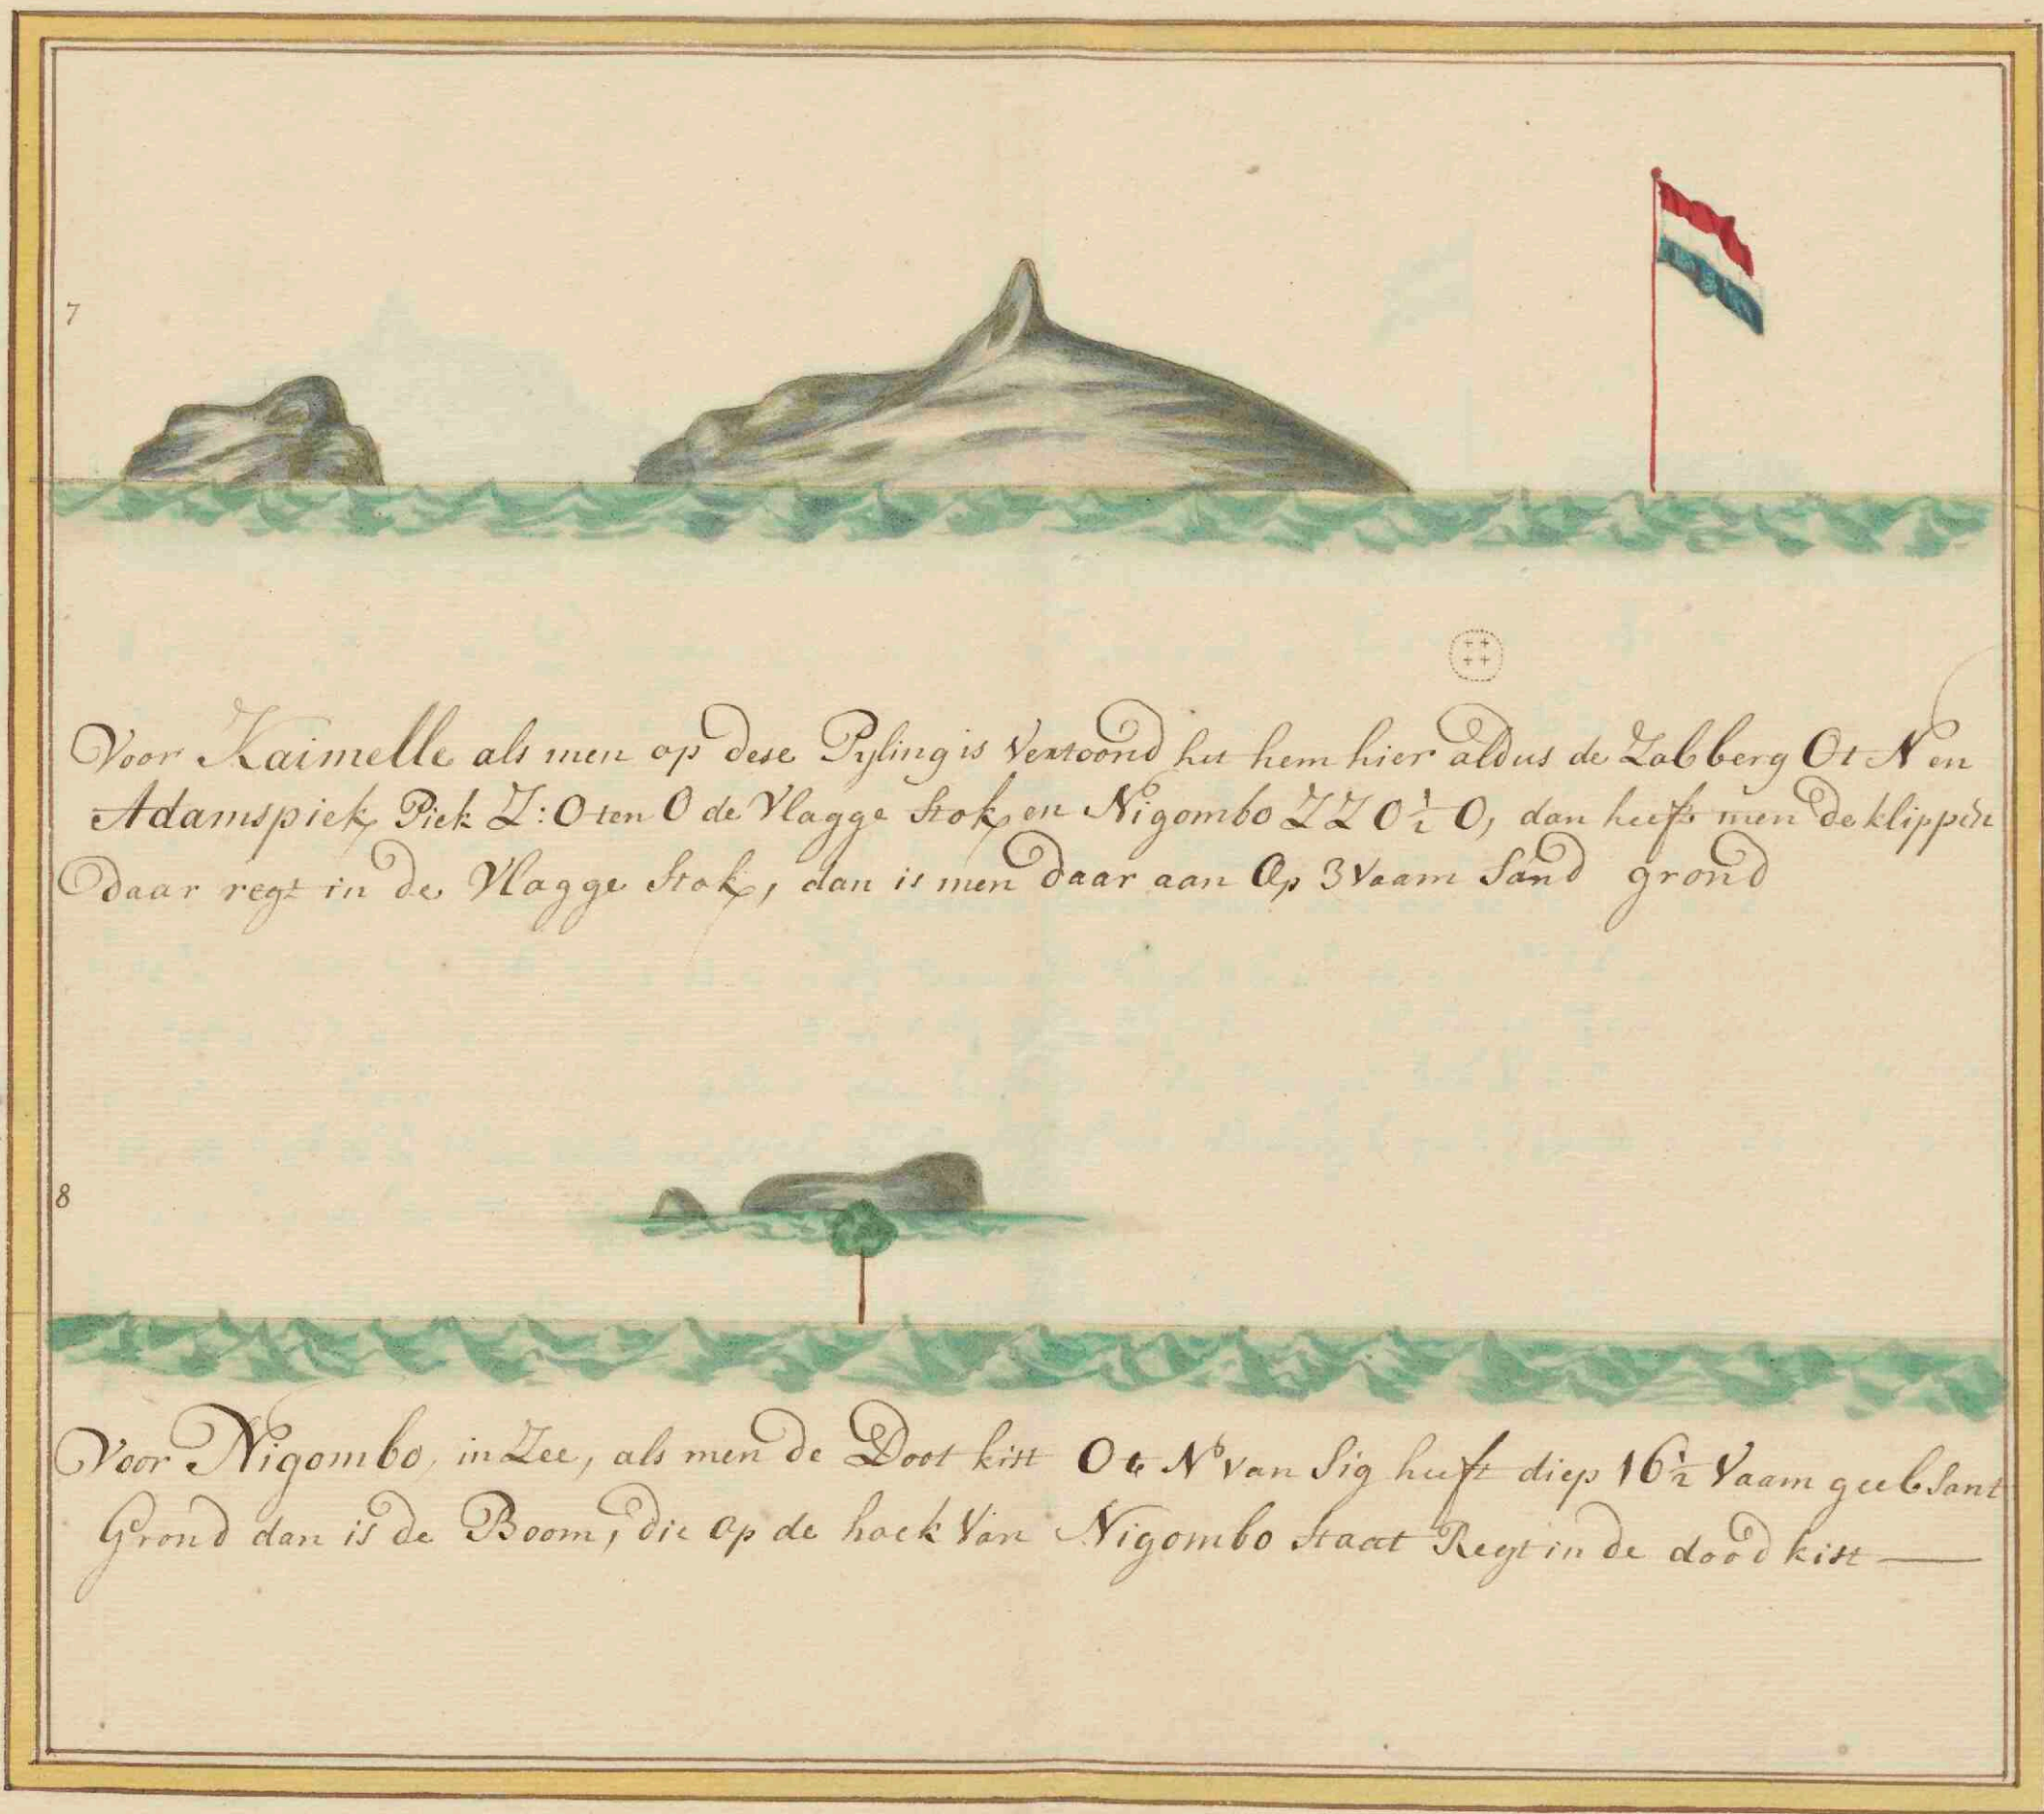 7
Voor Kaimelle als men op dese Pyling is Vertoond het hem hier aldus de Zabberg Ot N en
Adamspiek Piek Z:O ten O de Vlagge Stok en Nigombo ZZO½O, dan heeft men de klippen
daar regt in de Vlagge Stok, dan is men daar aan Op 3 Vaam Sand grond
8
Voor Nigombo, in Zee, als men de Doot kist O te N van Sig heeft diep 16½ Vaam geel Sant
Grond dan is de Boom, die op de hoek Van Nigombo Staat Regt in de dood kist —